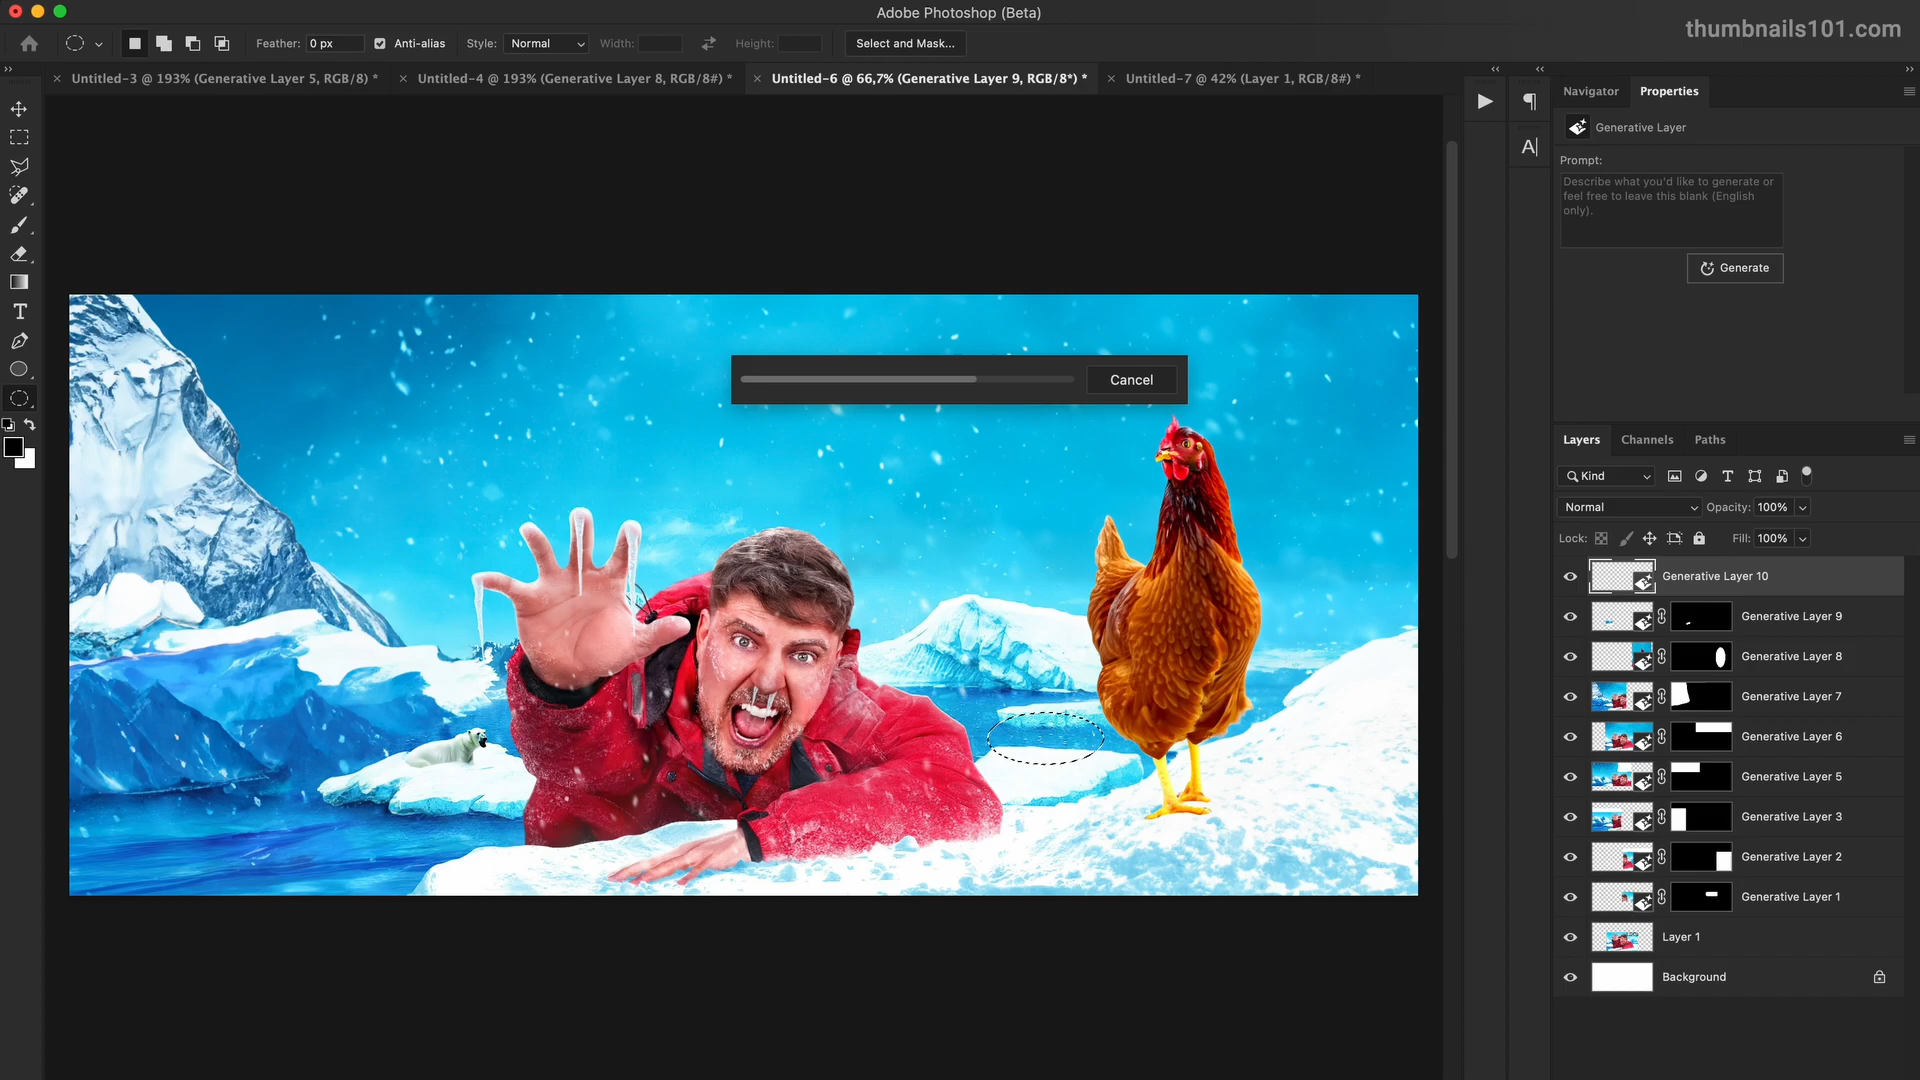 Adobe Photoshop (Beta)
thumbnails101.com
Feather: 0 px Anti-alias Style: Normal Width: Height: Select and Mask...
Untitled-3 @ 193% (Generative Layer 5, RGB/8) * Untitled-4 @ 193% (Generative Layer 8, RGB/8#) * Untitled-6 @ 66,7% (Generative Layer 9, RGB/8*) * Untitled-7 @ 42% (Layer 1, RGB/8#) *
Navigator Properties
Generative Layer
Prompt:
Describe what you'd like to generate or
feel free to leave this blank (English
only).
Generate
Cancel
Layers Channels Paths
Kind
Normal Opacity: 100%
Lock: Fill: 100%
Generative Layer 10
Generative Layer 9
Generative Layer 8
Generative Layer 7
Generative Layer 6
Generative Layer 5
Generative Layer 3
Generative Layer 2
Generative Layer 1
Layer 1
Background